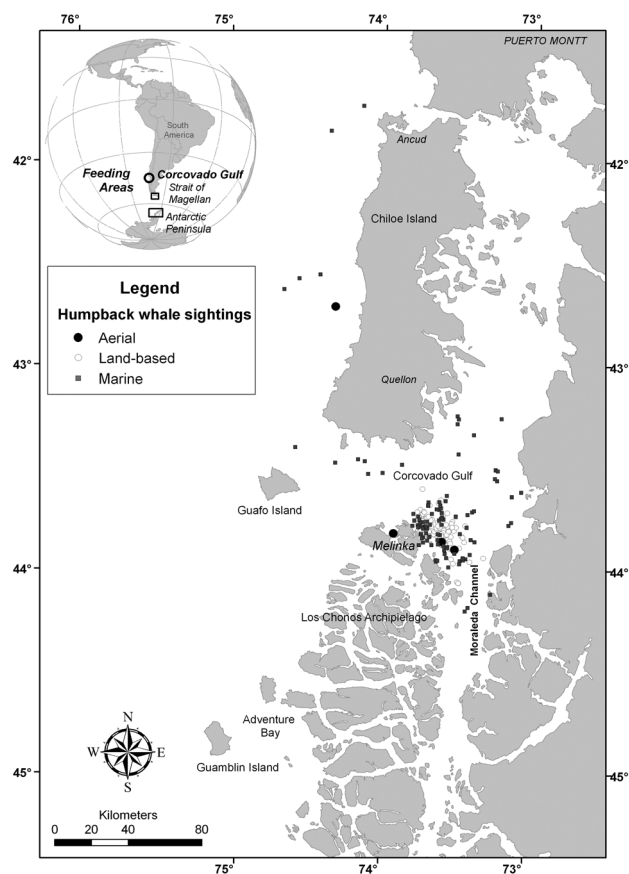 76°
75°
74°
73°
PUERTO MONTT
South
America
Feeding
Areas
Corcovado Gulf
Strait of
Magellan
Antarctic
Peninsula
Ancud
42°
42°
Chiloe Island
Legend
Humpback whale sightings
Aerial
Land-based
Marine
43°
43°
Quellon
Corcovado Gulf
Guafo Island
Melinka
44°
44°
Moraleda Channel
Los Chonos Archipielago
Adventure
Bay
Guamblin Island
N
W
E
S
45°
45°
Kilometers
0 20 40 80
75°
74°
73°